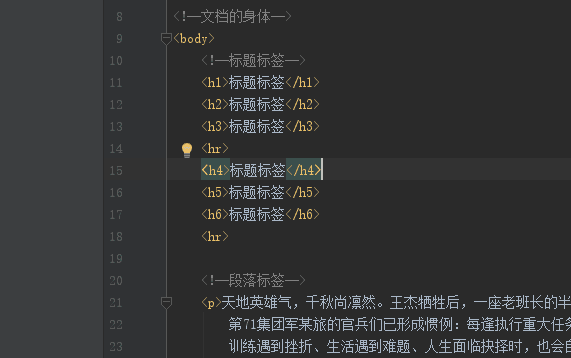 8 <!—文档的身体—>
9 <body>
10 <!—标题标签—>
11 <h1>标题标签</h1>
12 <h2>标题标签</h2>
13 <h3>标题标签</h3>
14 <hr>
15 <h4>标题标签</h4>
16 <h5>标题标签</h5>
17 <h6>标题标签</h6>
18 <hr>
19
20 <!—段落标签—>
21 <p>天地英雄气，千秋尚凛然。王杰牺牲后，一座老班长的半
22 第71集团军某旅的官兵们已形成惯例：每逢执行重大任务
23 训练遇到挫折、生活遇到难题、人生面临抉择时，也会自